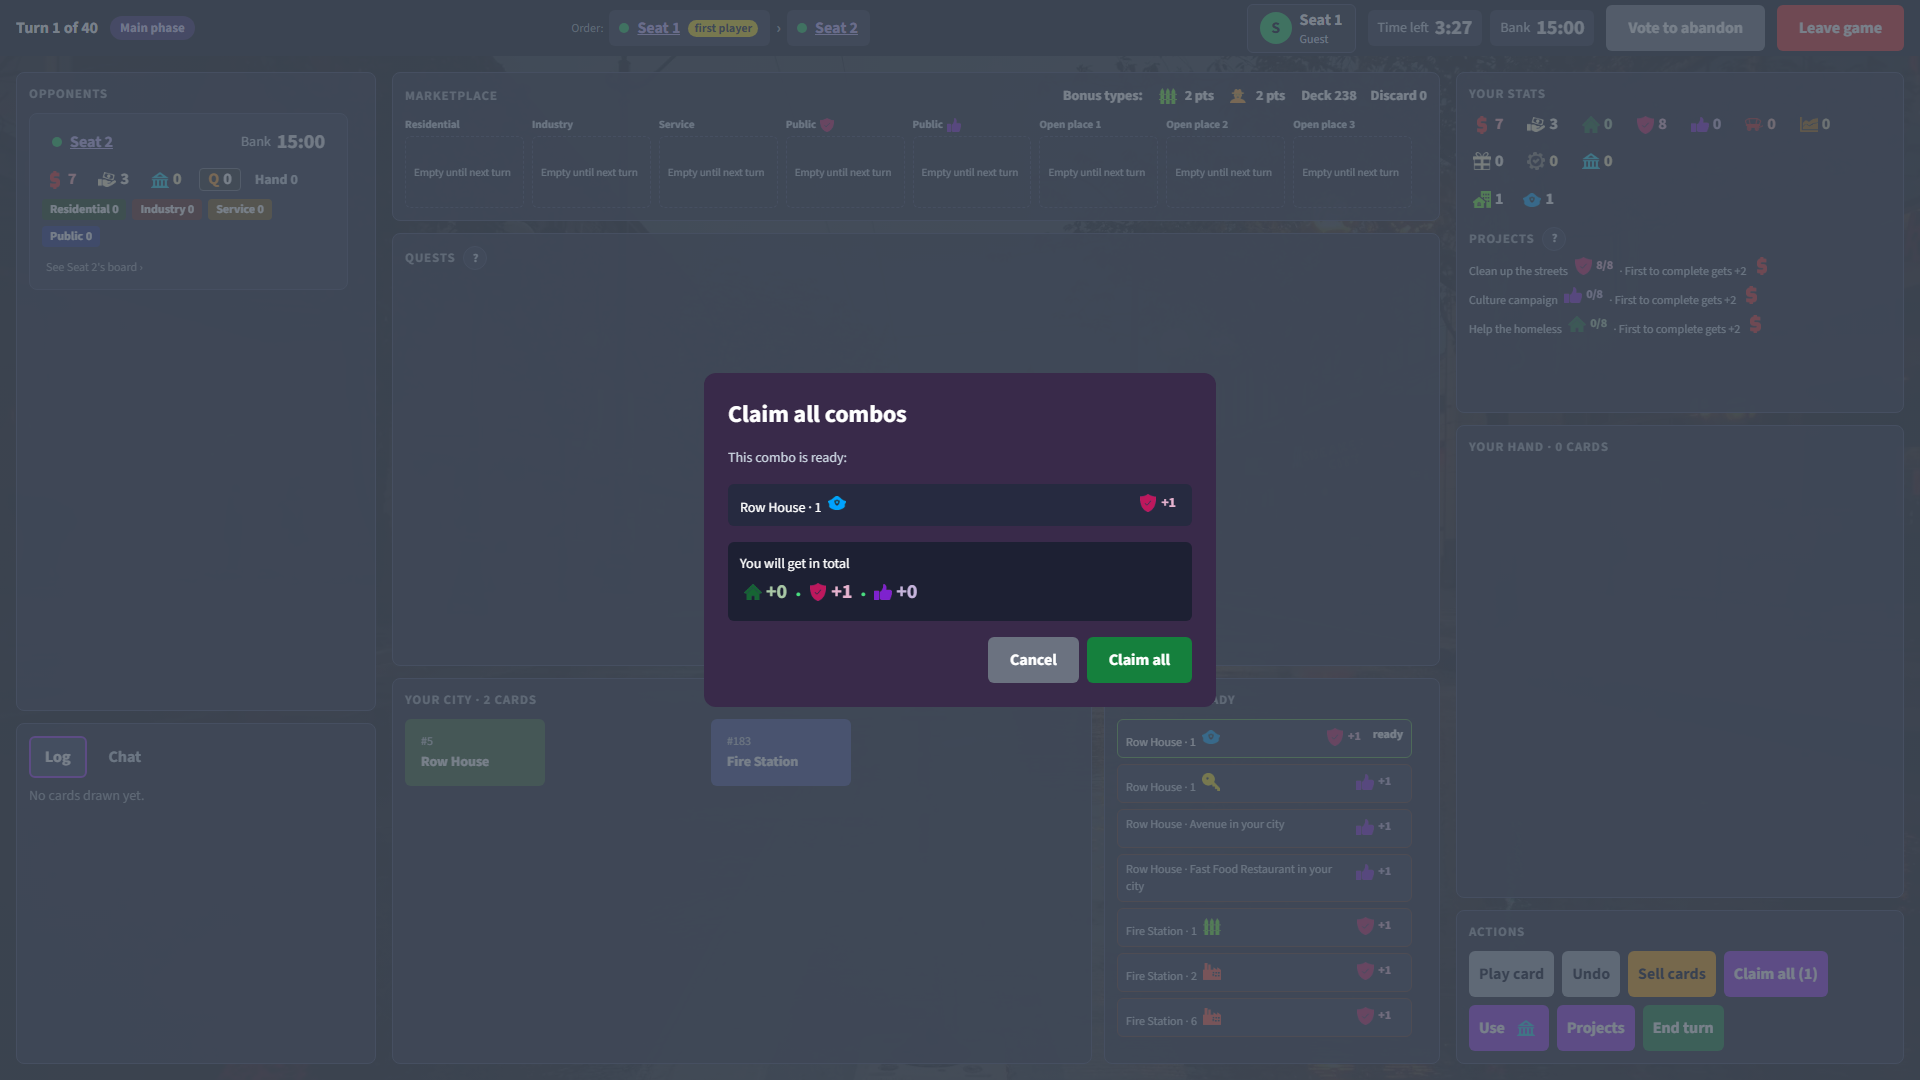 Turn 1 of 40
Main phase
Order:
Seat 1
first player
›
Seat 2
S
Seat 1
Guest
Time left 3:27
Bank 15:00
Vote to abandon
Leave game
OPPONENTS
Seat 2
Bank 15:00
7
3
0
Q 0
Hand 0
Residential 0
Industry 0
Service 0
Public 0
See Seat 2's board ›
MARKETPLACE
Bonus types:
2 pts
2 pts
Deck 238
Discard 0
Residential
Industry
Service
Public
Public
Open place 1
Open place 2
Open place 3
Empty until next turn
Empty until next turn
Empty until next turn
Empty until next turn
Empty until next turn
Empty until next turn
Empty until next turn
Empty until next turn
QUESTS ?
YOUR STATS
$ 7
3
0
8
0
0
0
0
0
0
1
1
PROJECTS ?
Clean up the streets 8/8 · First to complete gets +2 $
Culture campaign 0/8 · First to complete gets +2 $
Help the homeless 0/8 · First to complete gets +2 $
Claim all combos
This combo is ready:
Row House · 1
+1
You will get in total
+0 • +1 • +0
Cancel
Claim all
YOUR HAND · 0 CARDS
Log
Chat
No cards drawn yet.
YOUR CITY · 2 CARDS
#5
Row House
#183
Fire Station
Row House · 1 +1 ready
Row House · 1 +1
Row House · Avenue in your city +1
Row House · Fast Food Restaurant in your
city
+1
Fire Station · 1 +1
Fire Station · 2 +1
Fire Station · 6 +1
ACTIONS
Play card
Undo
Sell cards
Claim all (1)
Use
Projects
End turn